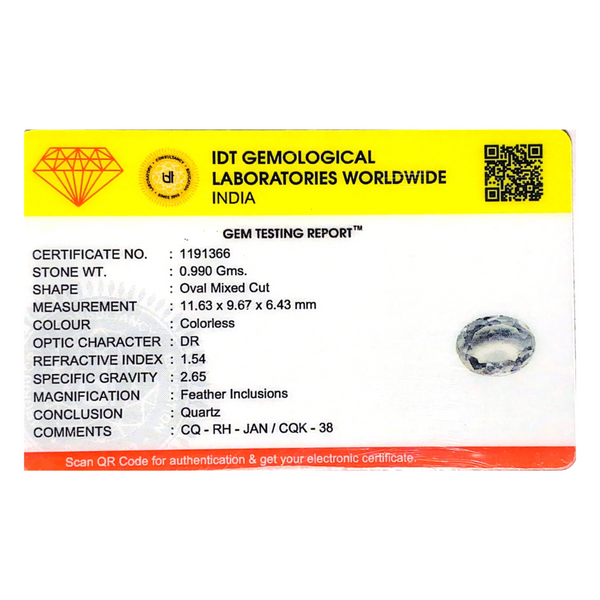 IDT GEMOLOGICAL
LABORATORIES WORLDWIDE
INDIA
GEM TESTING REPORT™
CERTIFICATE NO. : 1191366
STONE WT. : 0.990 Gms.
SHAPE : Oval Mixed Cut
MEASUREMENT : 11.63 x 9.67 x 6.43 mm
COLOUR : Colorless
OPTIC CHARACTER : DR
REFRACTIVE INDEX : 1.54
SPECIFIC GRAVITY : 2.65
MAGNIFICATION : Feather Inclusions
CONCLUSION : Quartz
COMMENTS : CQ - RH - JAN / CQK - 38
Scan QR Code for authentication & get your electronic certificate.